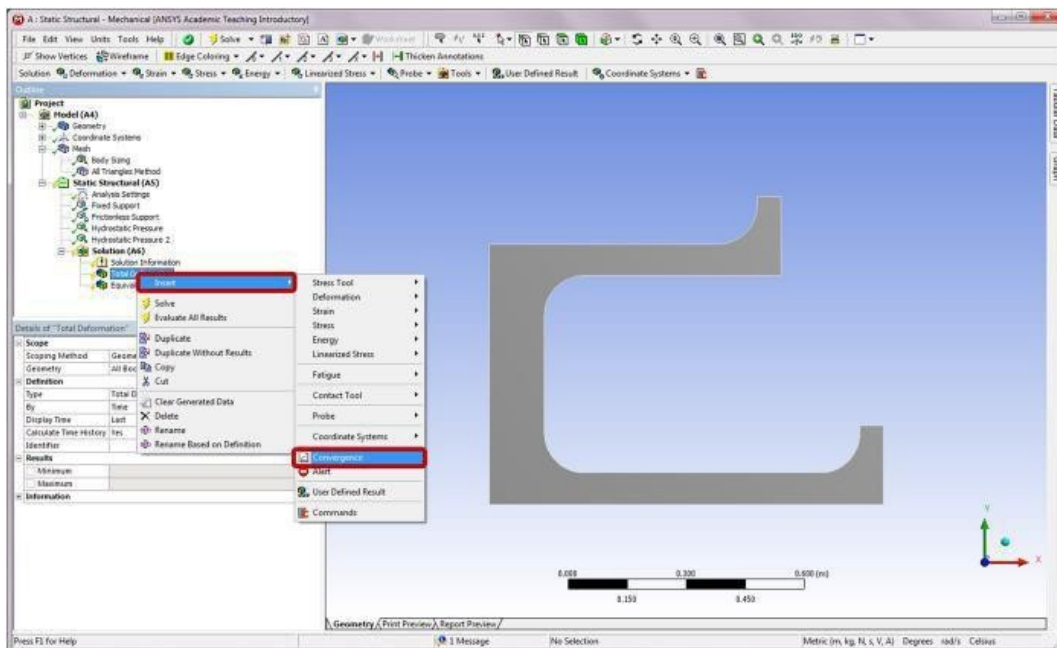 A : Static Structural - Mechanical [ANSYS Academic Teaching Introductory]
File Edit View Units Tools Help Solve
Show Vertices Wireframe Edge Coloring Thicken Annotations
Solution Deformation Strain Stress Energy Linearized Stress Probe Tools User Defined Result Coordinate Systems
Outline
Project
Model (A4)
Geometry
Coordinate Systems
Mesh
Body Sizing
All Triangles Method
Static Structural (A5)
Analysis Settings
Fixed Support
Frictionless Support
Hydrostatic Pressure
Hydrostatic Pressure 2
Solution (A6)
Solution Information
Total
Insert
Solve
Evaluate All Results
Duplicate
Duplicate Without Results
Copy
Cut
Clear Generated Data
Delete
Rename
Rename Based on Definition
Stress Tool
Deformation
Strain
Stress
Energy
Linearized Stress
Fatigue
Contact Tool
Probe
Coordinate Systems
Convergence
Alert
User Defined Result
Commands
Details of "Total Deformation"
Scope
Scoping Method
Geometry
Definition
Type
By Time
Display Time Last
Calculate Time History Yes
Identifier
Results
Minimum
Maximum
Information
0.000 0.300 0.600 (m)
0.150 0.450
Y
X
Geometry Print Preview Report Preview
Press F1 for Help 1 Message No Selection Metric (m, kg, N, s, V, A) Degrees rad/s Celsius